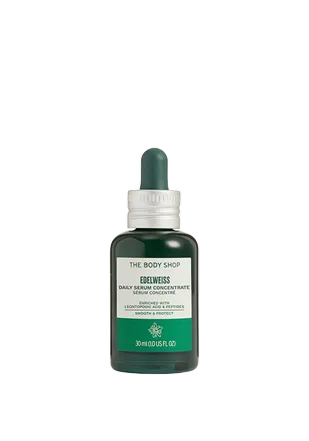 THE BODY SHOP
EDELWEISS
DAILY SERUM CONCENTRATE
SÉRUM CONCENTRÉ
ENRICHED WITH
LEONTOPODIC ACID & PEPTIDES
SMOOTH & PROTECT
30 ml (1.0 US FL OZ)